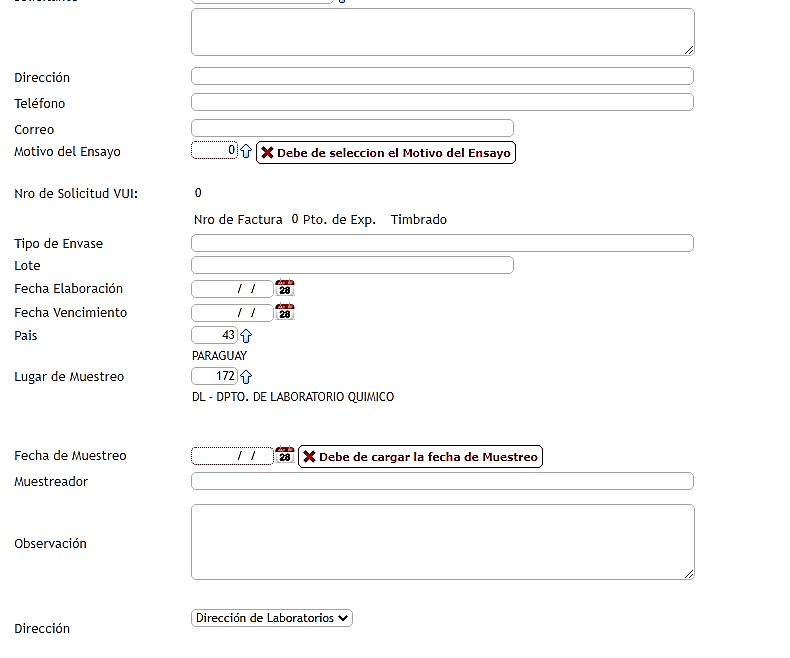 Dirección
Teléfono
Correo
Motivo del Ensayo 0 Debe de seleccion el Motivo del Ensayo
Nro de Solicitud VUI: 0
Nro de Factura 0 Pto. de Exp. Timbrado
Tipo de Envase
Lote
Fecha Elaboración / / 28
Fecha Vencimiento / / 28
Pais 43
PARAGUAY
Lugar de Muestreo 172
DL - DPTO. DE LABORATORIO QUIMICO
Fecha de Muestreo / / 28 Debe de cargar la fecha de Muestreo
Muestreador
Observación
Dirección Dirección de Laboratorios